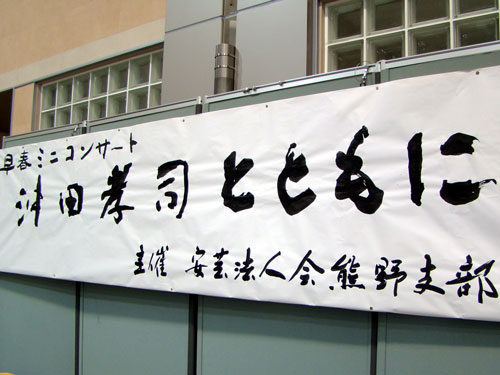 早春ミニコンサート
沖田孝司とともに
主催 安芸法人会熊野支部